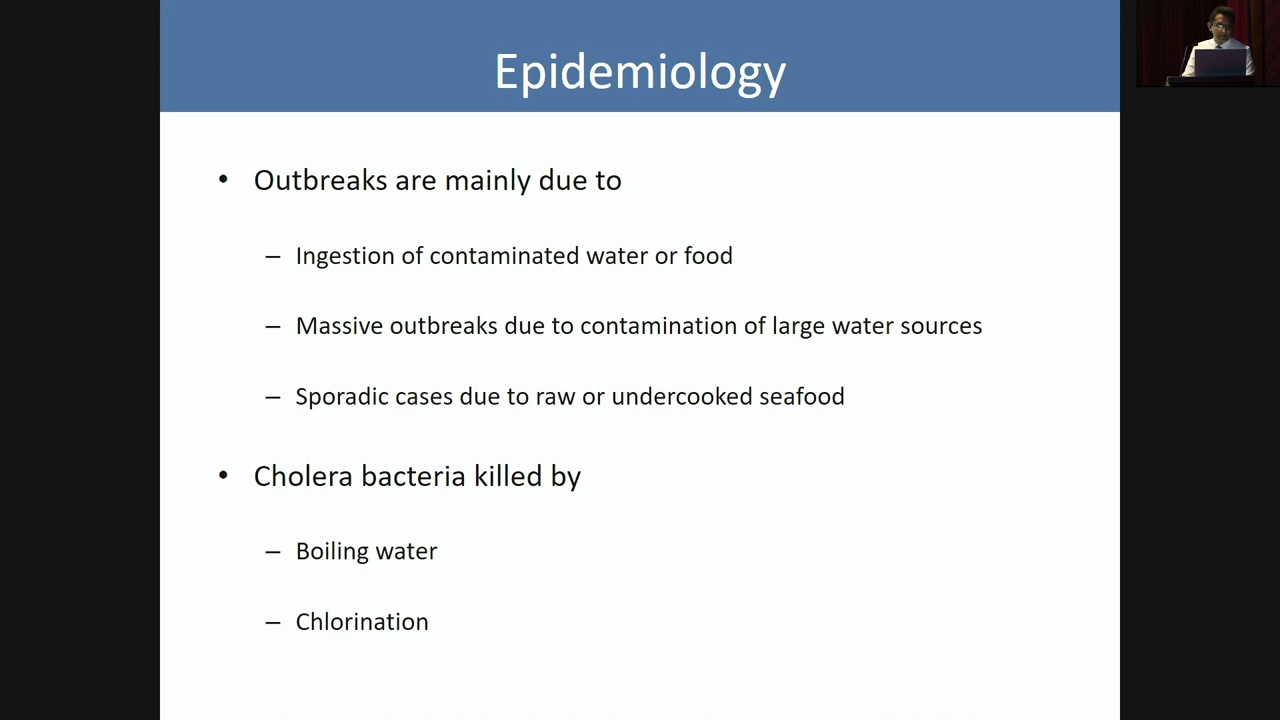 Epidemiology
• Outbreaks are mainly due to
– Ingestion of contaminated water or food
– Massive outbreaks due to contamination of large water sources
– Sporadic cases due to raw or undercooked seafood
• Cholera bacteria killed by
– Boiling water
– Chlorination